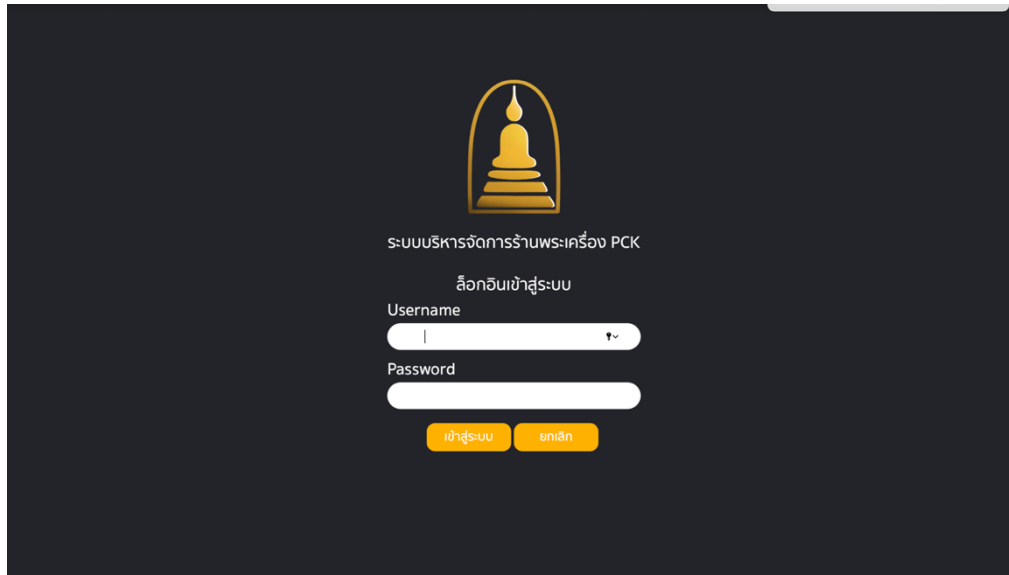 ระบบบริหารจัดการร้านพระเครื่อง PCK
ล็อกอินเข้าสู่ระบบ
Username
Password
เข้าสู่ระบบ ยกเลิก